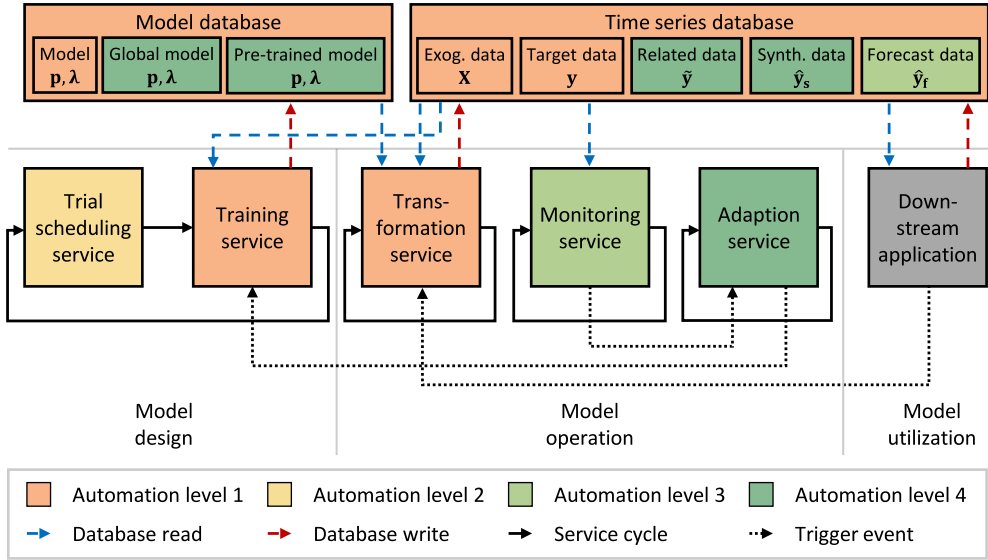 Model database
Model
p, λ
Global model
p, λ
Pre-trained model
p, λ
Time series database
Exog. data
X
Target data
y
Related data
ỹ
Synth. data
ŷs
Forecast data
ŷf
Trial
scheduling
service
Training
service
Trans-
formation
service
Monitoring
service
Adaption
service
Down-
stream
application
Model
design
Model
operation
Model
utilization
Automation level 1
Automation level 2
Automation level 3
Automation level 4
Database read
Database write
Service cycle
Trigger event